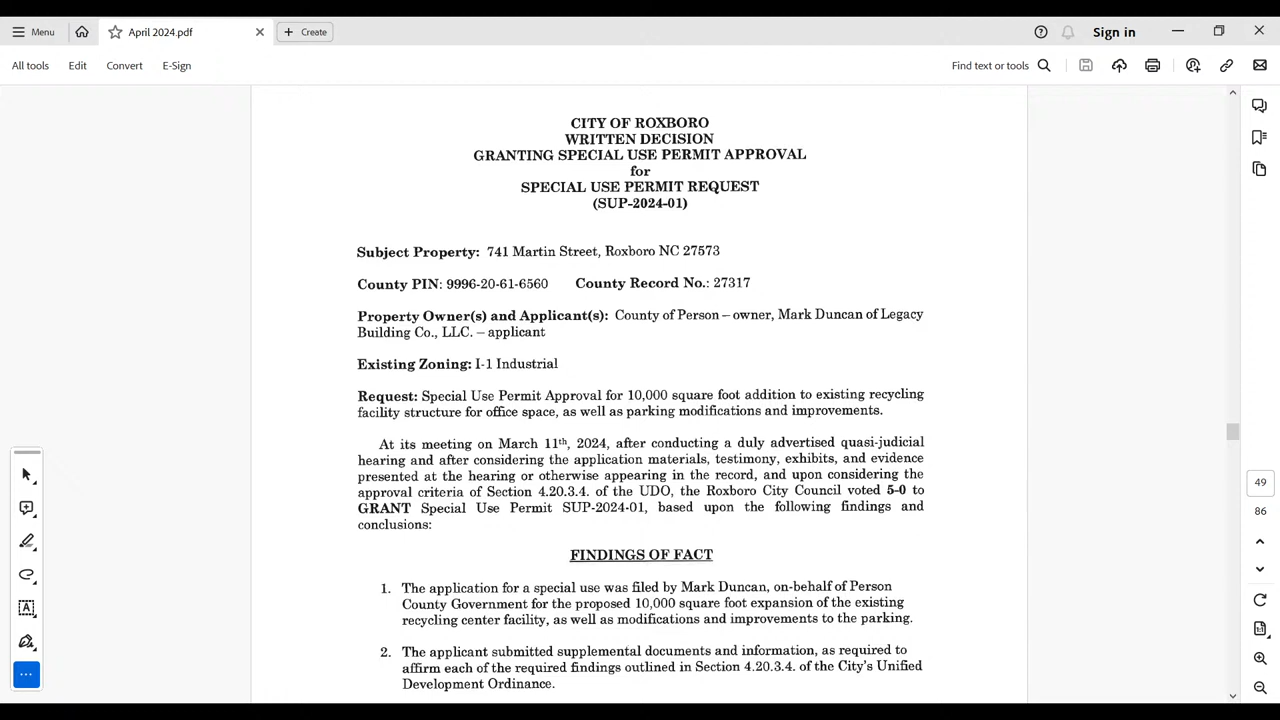 Menu
April 2024.pdf
Create
Sign in
All tools
Edit
Convert
E-Sign
Find text or tools
CITY OF ROXBORO
WRITTEN DECISION
GRANTING SPECIAL USE PERMIT APPROVAL
for
SPECIAL USE PERMIT REQUEST
(SUP-2024-01)
Subject Property: 741 Martin Street, Roxboro NC 27573
County PIN: 9996-20-61-6560 County Record No.: 27317
Property Owner(s) and Applicant(s): County of Person – owner, Mark Duncan of Legacy
Building Co., LLC. – applicant
Existing Zoning: I-1 Industrial
Request: Special Use Permit Approval for 10,000 square foot addition to existing recycling
facility structure for office space, as well as parking modifications and improvements.
At its meeting on March 11th, 2024, after conducting a duly advertised quasi-judicial
hearing and after considering the application materials, testimony, exhibits, and evidence
presented at the hearing or otherwise appearing in the record, and upon considering the
approval criteria of Section 4.20.3.4. of the UDO, the Roxboro City Council voted 5-0 to
GRANT Special Use Permit SUP-2024-01, based upon the following findings and
conclusions:
FINDINGS OF FACT
1. The application for a special use was filed by Mark Duncan, on-behalf of Person
County Government for the proposed 10,000 square foot expansion of the existing
recycling center facility, as well as modifications and improvements to the parking.
2. The applicant submitted supplemental documents and information, as required to
affirm each of the required findings outlined in Section 4.20.3.4. of the City's Unified
Development Ordinance.
49
86